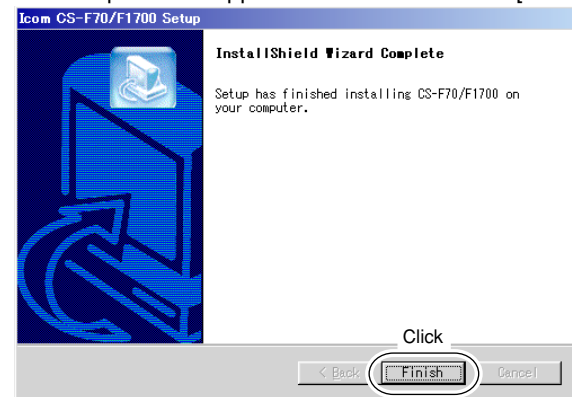 Icom CS-F70/F1700 Setup
InstallShield Wizard Complete
Setup has finished installing CS-F70/F1700 on
your computer.
Click
< Back
Finish
Cancel